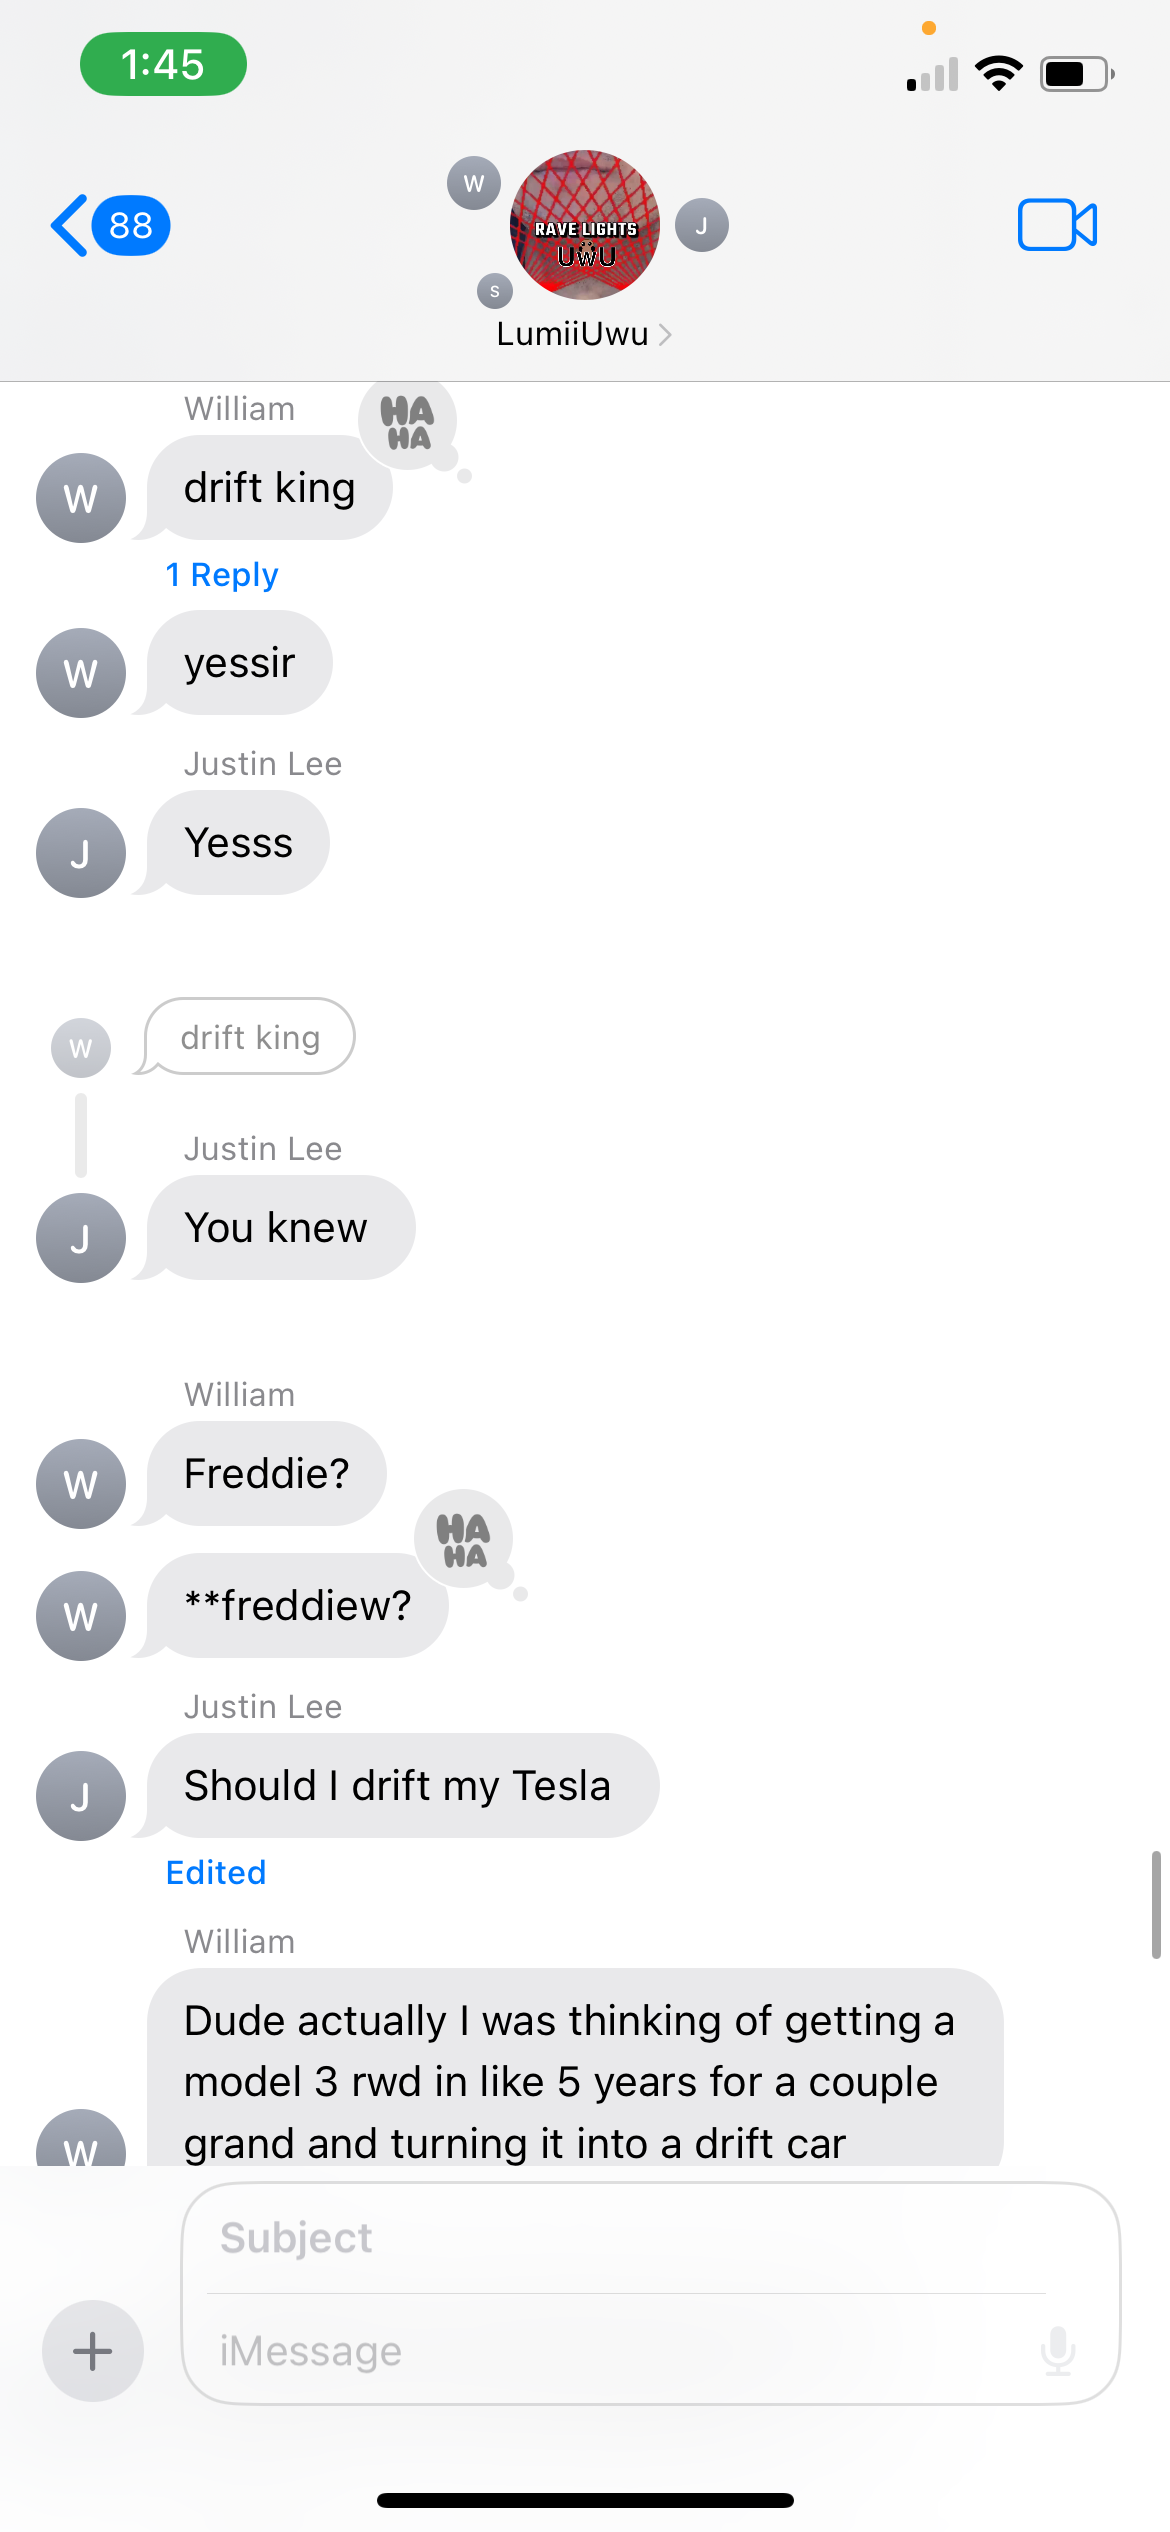 1:45
88
W
J
S
RAVE LIGHTS
UWU
LumiiUwu
William
HA
HA
W
drift king
1 Reply
W
yessir
Justin Lee
J
Yesss
W
drift king
Justin Lee
J
You knew
William
W
Freddie?
HA
HA
W
**freddiew?
Justin Lee
J
Should I drift my Tesla
Edited
William
Dude actually I was thinking of getting a
model 3 rwd in like 5 years for a couple
grand and turning it into a drift car
W
Subject
iMessage